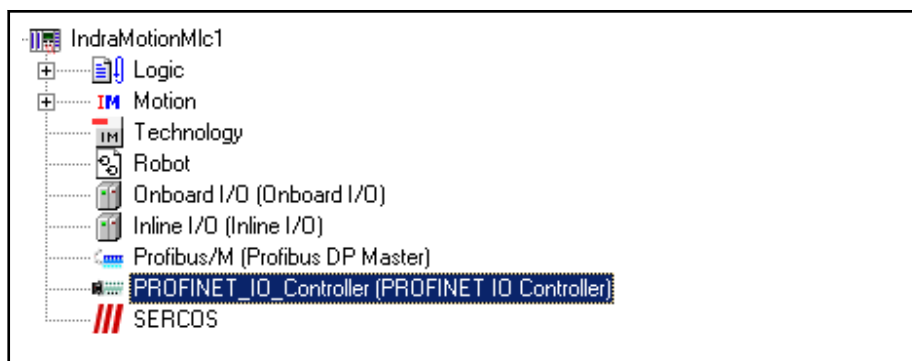 IndraMotionMlc1
Logic
IM Motion
IM Technology
Robot
Onboard I/O (Onboard I/O)
Inline I/O (Inline I/O)
Profibus/M (Profibus DP Master)
PROFINET_IO_Controller (PROFINET IO Controller)
SERCOS